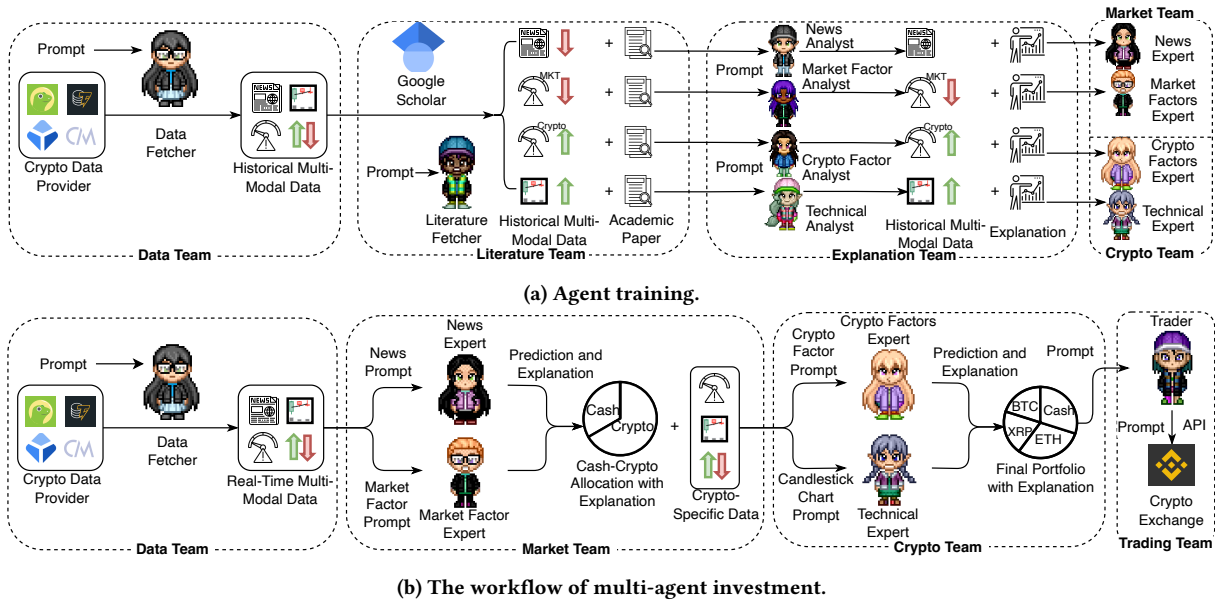 Prompt
Crypto Data
Provider
Data
Fetcher
NEWS
Historical Multi-
Modal Data
Data Team
Google
Scholar
Prompt
Literature
Fetcher
NEWS
+
MKT
+
Crypto
+
+
Historical Multi-
Modal Data
Academic
Paper
Literature Team
News
Analyst
Prompt
Market Factor
Analyst
Prompt
Crypto Factor
Analyst
Technical
Analyst
NEWS
+
MKT
+
Crypto
+
+
Historical Multi-
Modal Data
Explanation
Explanation Team
Market Team
News
Expert
Market
Factors
Expert
Crypto
Factors
Expert
Technical
Expert
Crypto Team
(a) Agent training.
Prompt
CM
Crypto Data
Provider
Data
Fetcher
NEWS
Real-Time Multi-
Modal Data
Data Team
News
Prompt
Market
Factor
Prompt
News
Expert
Market Factor
Expert
Prediction and
Explanation
Cash
Crypto
Cash-Crypto
Allocation with
Explanation
+
Crypto-
Specific Data
Market Team
Crypto
Factor
Prompt
Candlestick
Chart
Prompt
Crypto Factors
Expert
Technical
Expert
Prediction and
Explanation
BTC
Cash
XRP
ETH
Final Portfolio
with Explanation
Crypto Team
Prompt
Trader
Prompt
API
Crypto
Exchange
Trading Team
(b) The workflow of multi-agent investment.